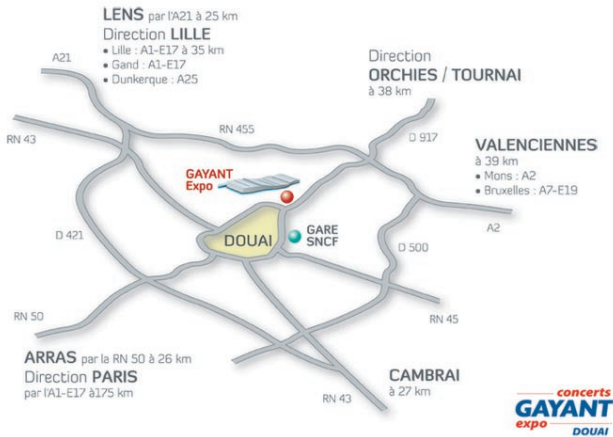 LENS par l'A21 à 25 km
Direction LILLE
• Lille : A1-E17 à 35 km
• Gand : A1-E17
• Dunkerque : A25
A21
Direction
ORCHIES / TOURNAI
à 38 km
RN 43
RN 455
D 917
VALENCIENNES
à 39 km
• Mons : A2
• Bruxelles : A7-E19
GAYANT
Expo
D 421
DOUAI
GARE
SNCF
D 500
A2
RN 50
RN 45
ARRAS par la RN 50 à 26 km
Direction PARIS
par l'A1-E17 à175 km
CAMBRAI
à 27 km
RN 43
concerts
GAYANT
expo
DOUAI